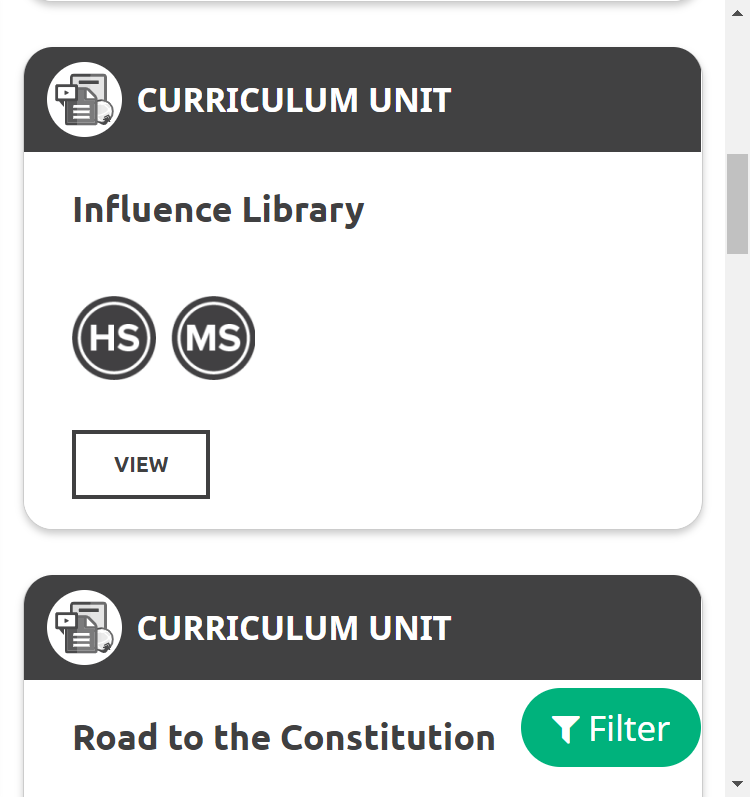 CURRICULUM UNIT
Influence Library
HS MS
VIEW
CURRICULUM UNIT
Road to the Constitution
Filter